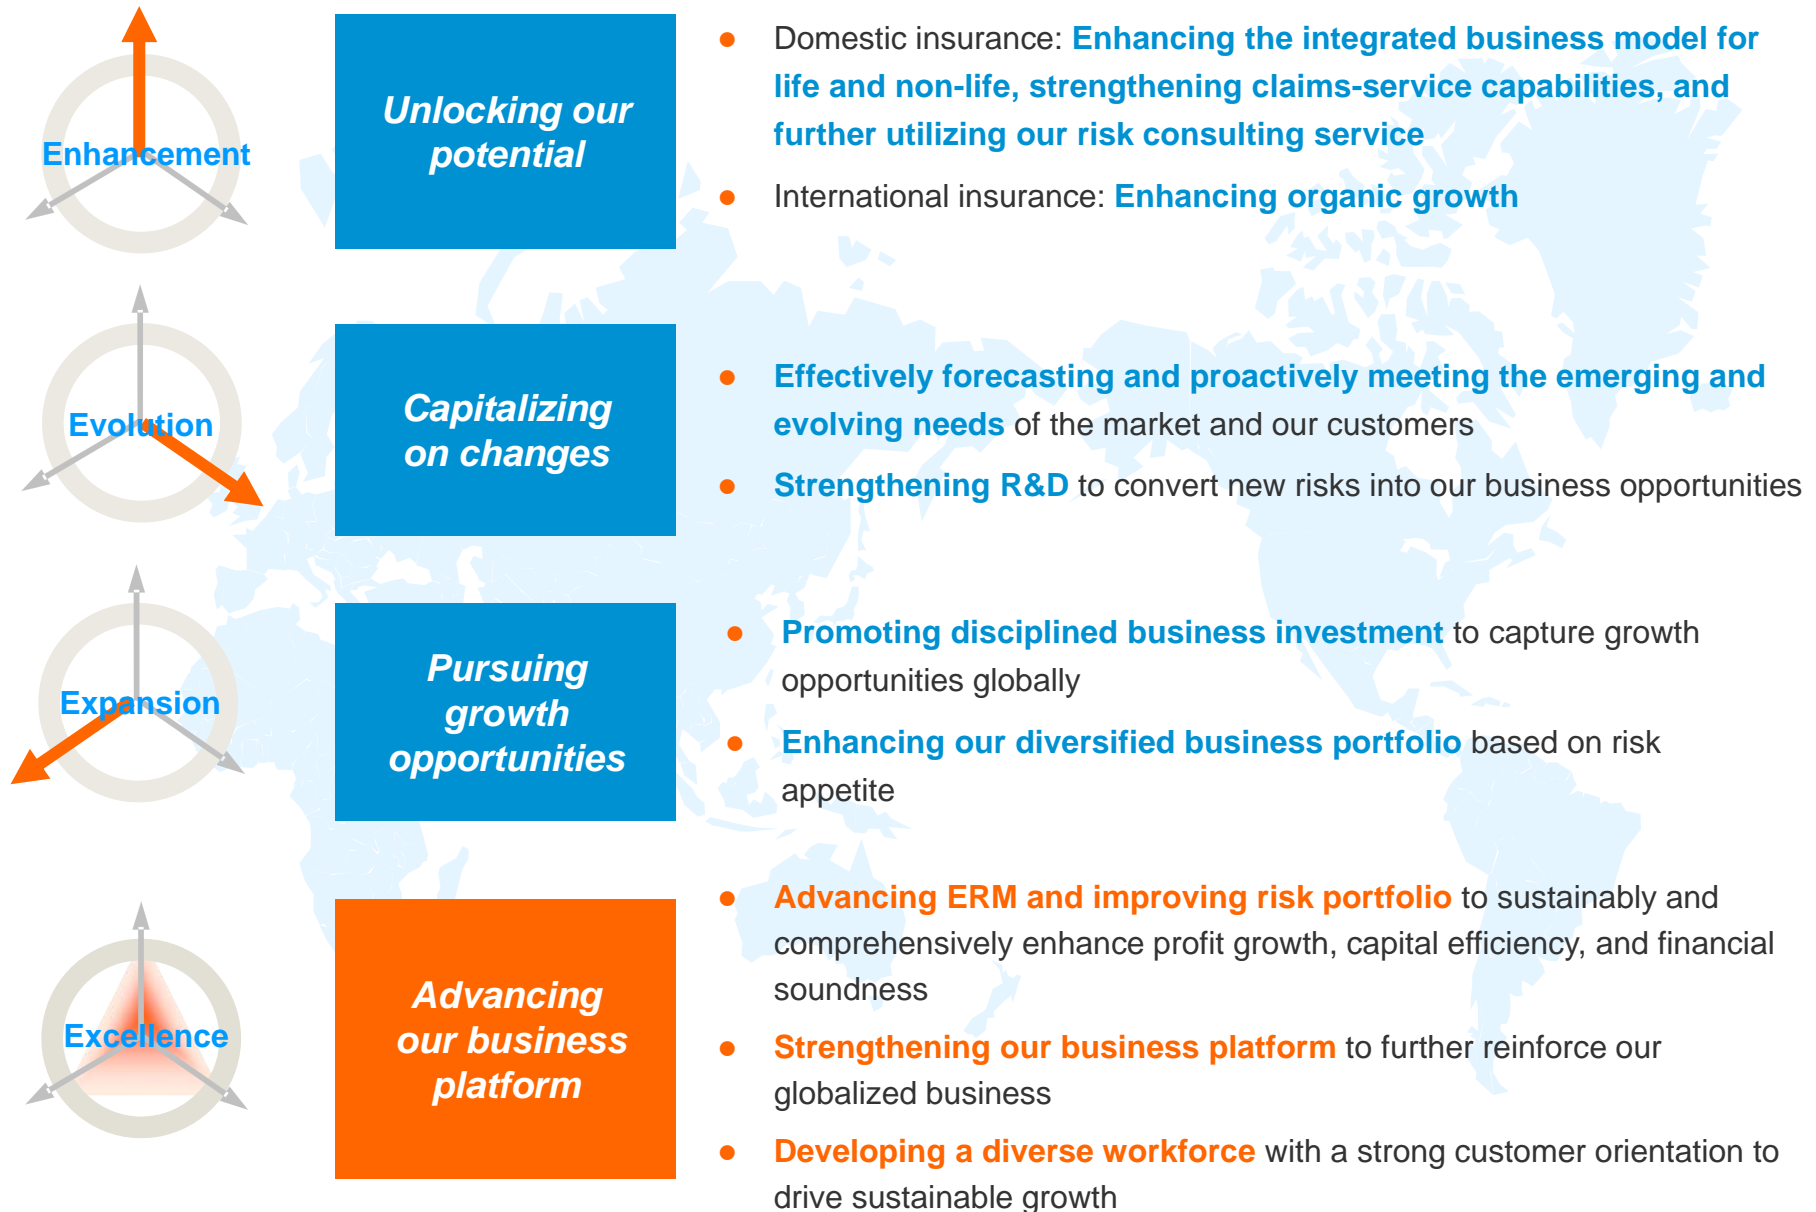 Enhancement
Unlocking our
potential
● Domestic insurance: Enhancing the integrated business model for
life and non-life, strengthening claims-service capabilities, and
further utilizing our risk consulting service
● International insurance: Enhancing organic growth
Evolution
Capitalizing
on changes
● Effectively forecasting and proactively meeting the emerging and
evolving needs of the market and our customers
● Strengthening R&D to convert new risks into our business opportunities
Expansion
Pursuing
growth
opportunities
● Promoting disciplined business investment to capture growth
opportunities globally
● Enhancing our diversified business portfolio based on risk
appetite
Excellence
Advancing
our business
platform
● Advancing ERM and improving risk portfolio to sustainably and
comprehensively enhance profit growth, capital efficiency, and financial
soundness
● Strengthening our business platform to further reinforce our
globalized business
● Developing a diverse workforce with a strong customer orientation to
drive sustainable growth